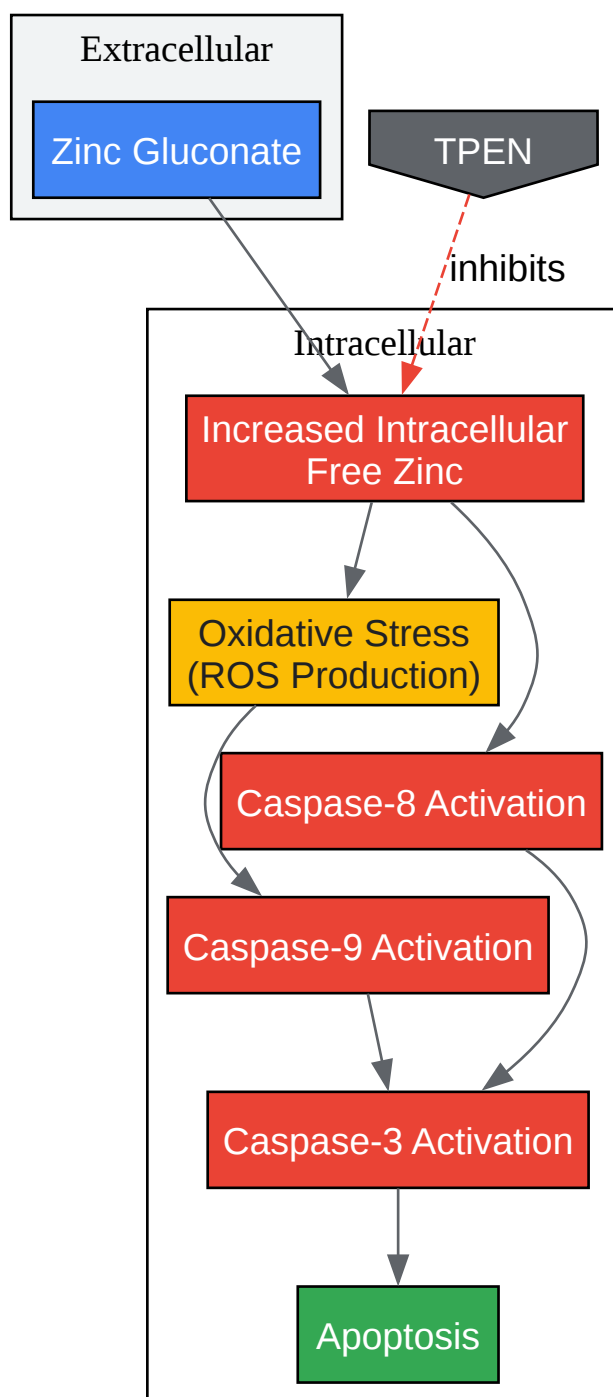 Extracellular
Zinc Gluconate
TPEN
inhibits
Intracellular
Increased Intracellular
Free Zinc
Oxidative Stress
(ROS Production)
Caspase-8 Activation
Caspase-9 Activation
Caspase-3 Activation
Apoptosis